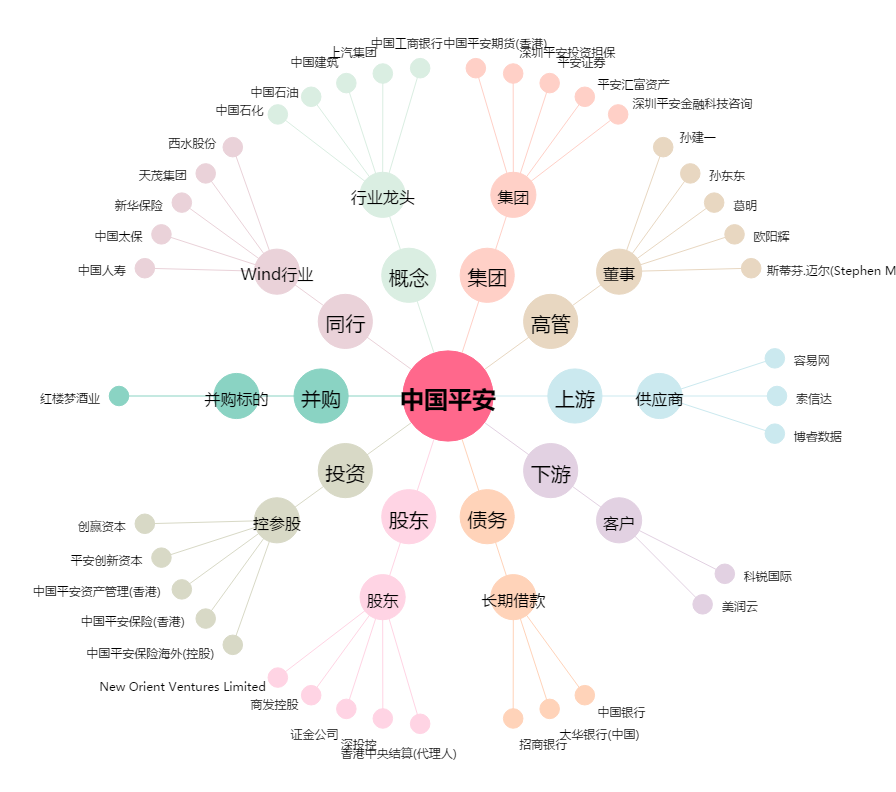 中国工商银行
中国平安期货(香港)
上汽集团
深圳平安投资担保
中国建筑
平安证券
中国石油
平安汇富资产
中国石化
深圳平安金融科技咨询
西水股份
孙建一
天茂集团
孙东东
新华保险
葛明
行业龙头
集团
中国太保
欧阳辉
中国人寿
斯蒂芬.迈尔(Stephen M
Wind行业
概念
集团
董事
同行
高管
容易网
红楼梦酒业
并购标的
并购
中国平安
上游
供应商
索信达
博睿数据
投资
下游
创赢资本
控参股
股东
债务
客户
平安创新资本
科锐国际
中国平安资产管理(香港)
股东
长期借款
美润云
中国平安保险(香港)
中国平安保险海外(控股)
New Orient Ventures Limited
商发控股
中国银行
证金公司
大华银行(中国)
深投控
招商银行
香港中央结算(代理人)